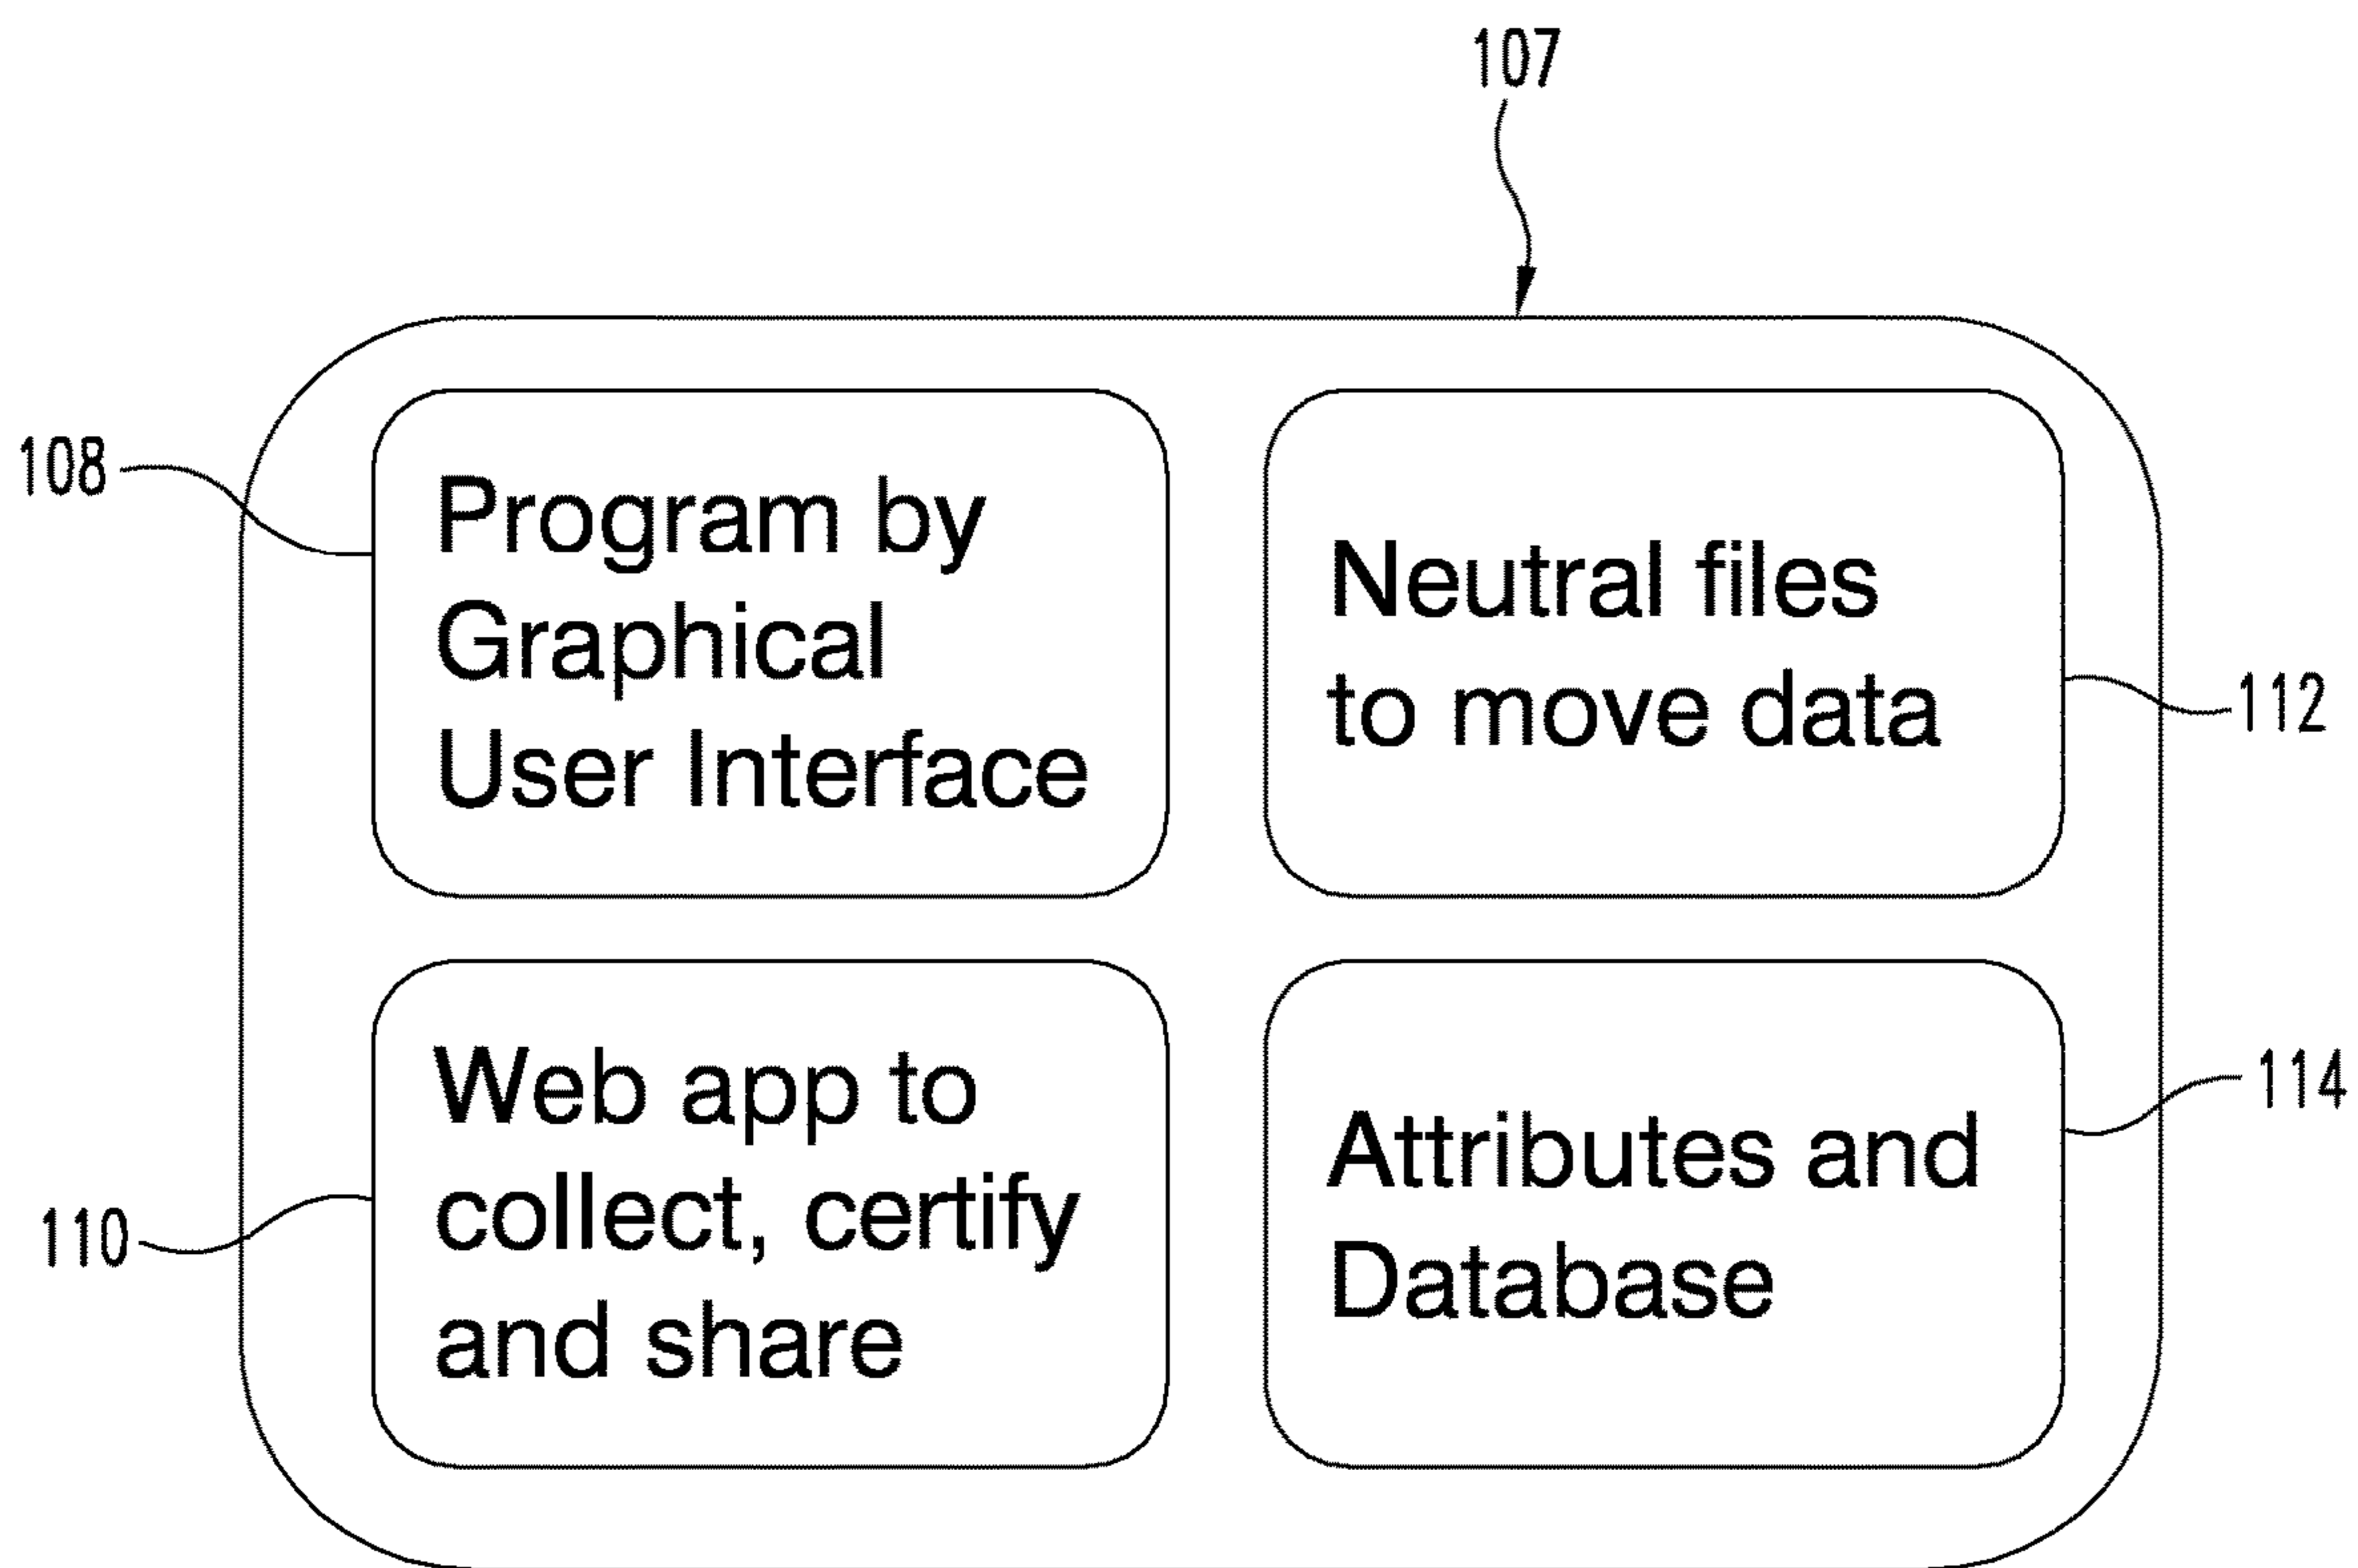 107
108
Program by
Graphical
User Interface
Neutral files
to move data
112
110
Web app to
collect, certify
and share
Attributes and
Database
114